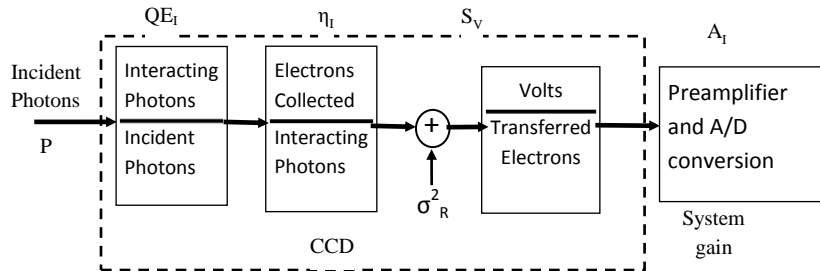 QE_I
η_I
S_V
A_I
Incident
Photons
P
Interacting
Photons
Incident
Photons
Electrons
Collected
Interacting
Photons
+
σ²_R
Volts
Transferred
Electrons
Preamplifier
and A/D
conversion
CCD
System
gain